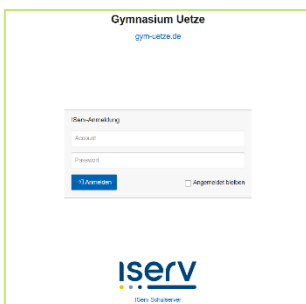 Gymnasium Uetze
gym-uetze.de
IServ-Anmeldung
Account
Passwort
Anmelden
Angemeldet bleiben
IServ
IServ Schulserver